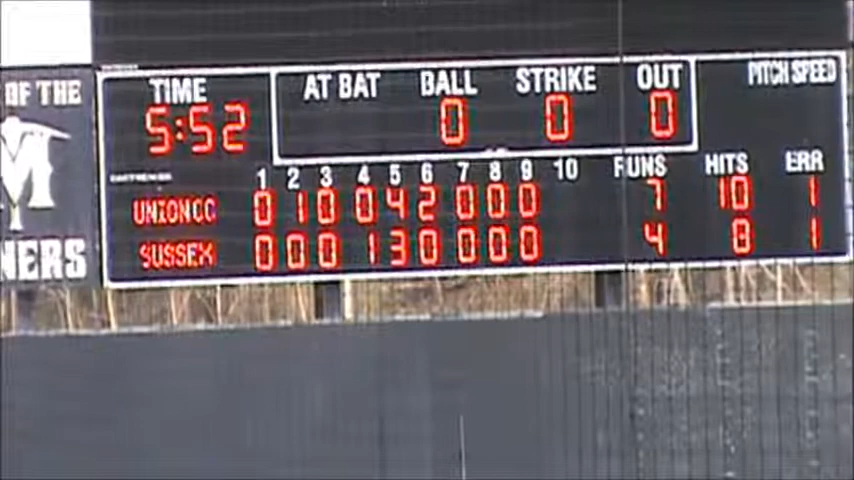 OF THE
M
NERS
TIME
5:52
AT BAT BALL STRIKE OUT
0 0 0
PITCH SPEED
1 2 3 4 5 6 7 8 9 10 RUNS HITS ERR
UNIONCC 0 1 0 0 4 2 0 0 0 7 10 1
SUSSEX 0 0 0 1 3 0 0 0 0 4 8 1